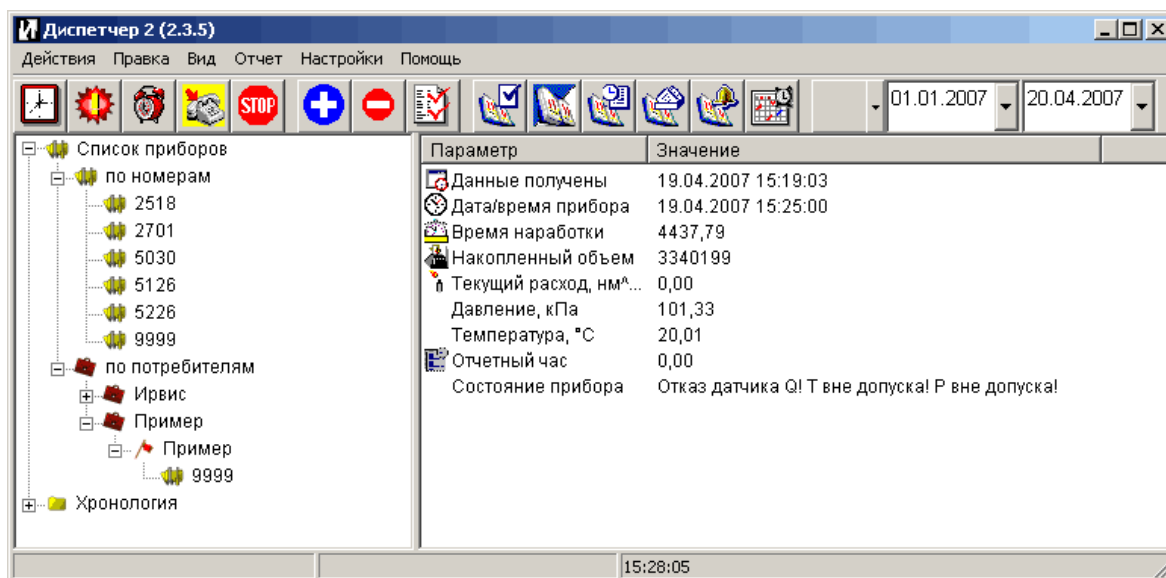 Диспетчер 2 (2.3.5)
Действия Правка Вид Отчет Настройки Помощь
STOP 01.01.2007 20.04.2007
Список приборов
по номерам
2518
2701
5030
5126
5226
9999
по потребителям
Ирвис
Пример
Пример
9999
Хронология
Параметр Значение
Данные получены 19.04.2007 15:19:03
Дата/время прибора 19.04.2007 15:25:00
Время наработки 4437,79
Накопленный объем 3340199
Текущий расход, нм^... 0,00
Давление, кПа 101,33
Температура, °C 20,01
Отчетный час 0,00
Состояние прибора Отказ датчика Q! Т вне допуска! Р вне допуска!
15:28:05